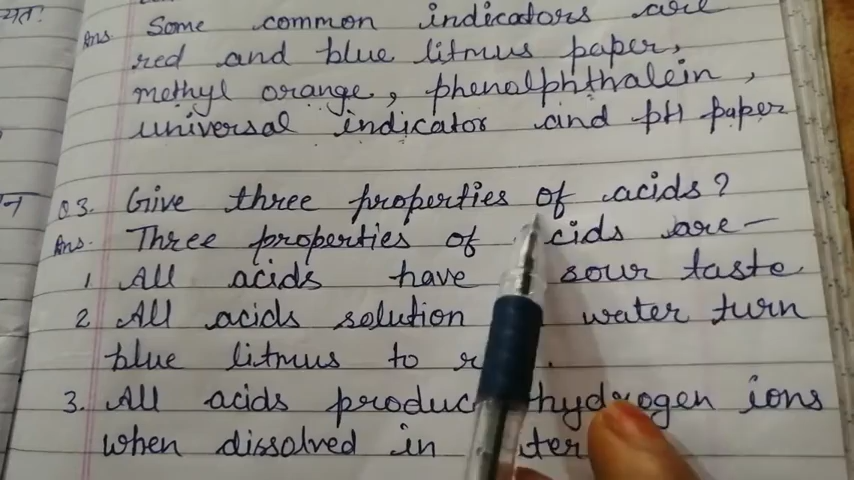 यत:
Ans. Some common indicators are
red and blue litmus paper,
methyl orange, phenolphthalein,
universal indicator and pH paper
न
Q3. Give three properties of acids?
Ans. Three properties of cids are—
1 All acids have sour taste
2 All acids solution water turn
blue litmus to r .
3. All acids produc hydrogen ions
when dissolved in ter